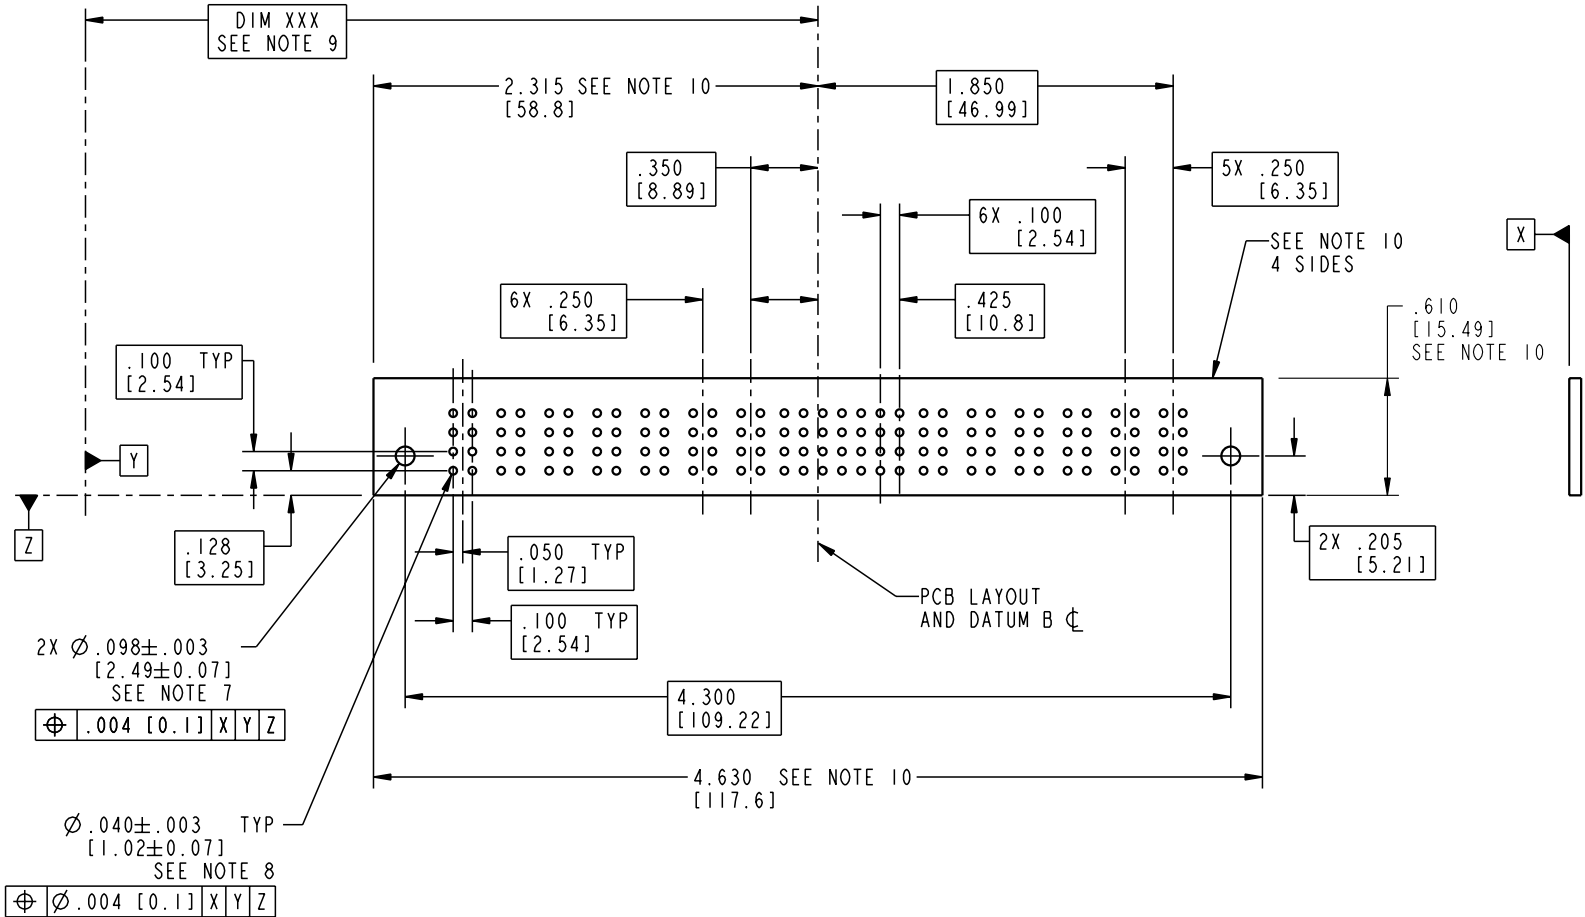 DIM XXX
SEE NOTE 9
2.315 SEE NOTE 10
[58.8]
1.850
[46.99]
.350
[8.89]
5X .250
[6.35]
6X .100
[2.54]
X
SEE NOTE 10
4 SIDES
6X .250
[6.35]
.425
[10.8]
.610
[15.49]
SEE NOTE 10
.100 TYP
[2.54]
Y
Z
.128
[3.25]
.050 TYP
[1.27]
2X .205
[5.21]
.100 TYP
[2.54]
PCB LAYOUT
AND DATUM B ℄
2X Ø .098±.003
[2.49±0.07]
SEE NOTE 7
⌖ .004 [0.1] X Y Z
4.300
[109.22]
4.630 SEE NOTE 10
[117.6]
Ø .040±.003 TYP
[1.02±0.07]
SEE NOTE 8
⌖ Ø .004 [0.1] X Y Z